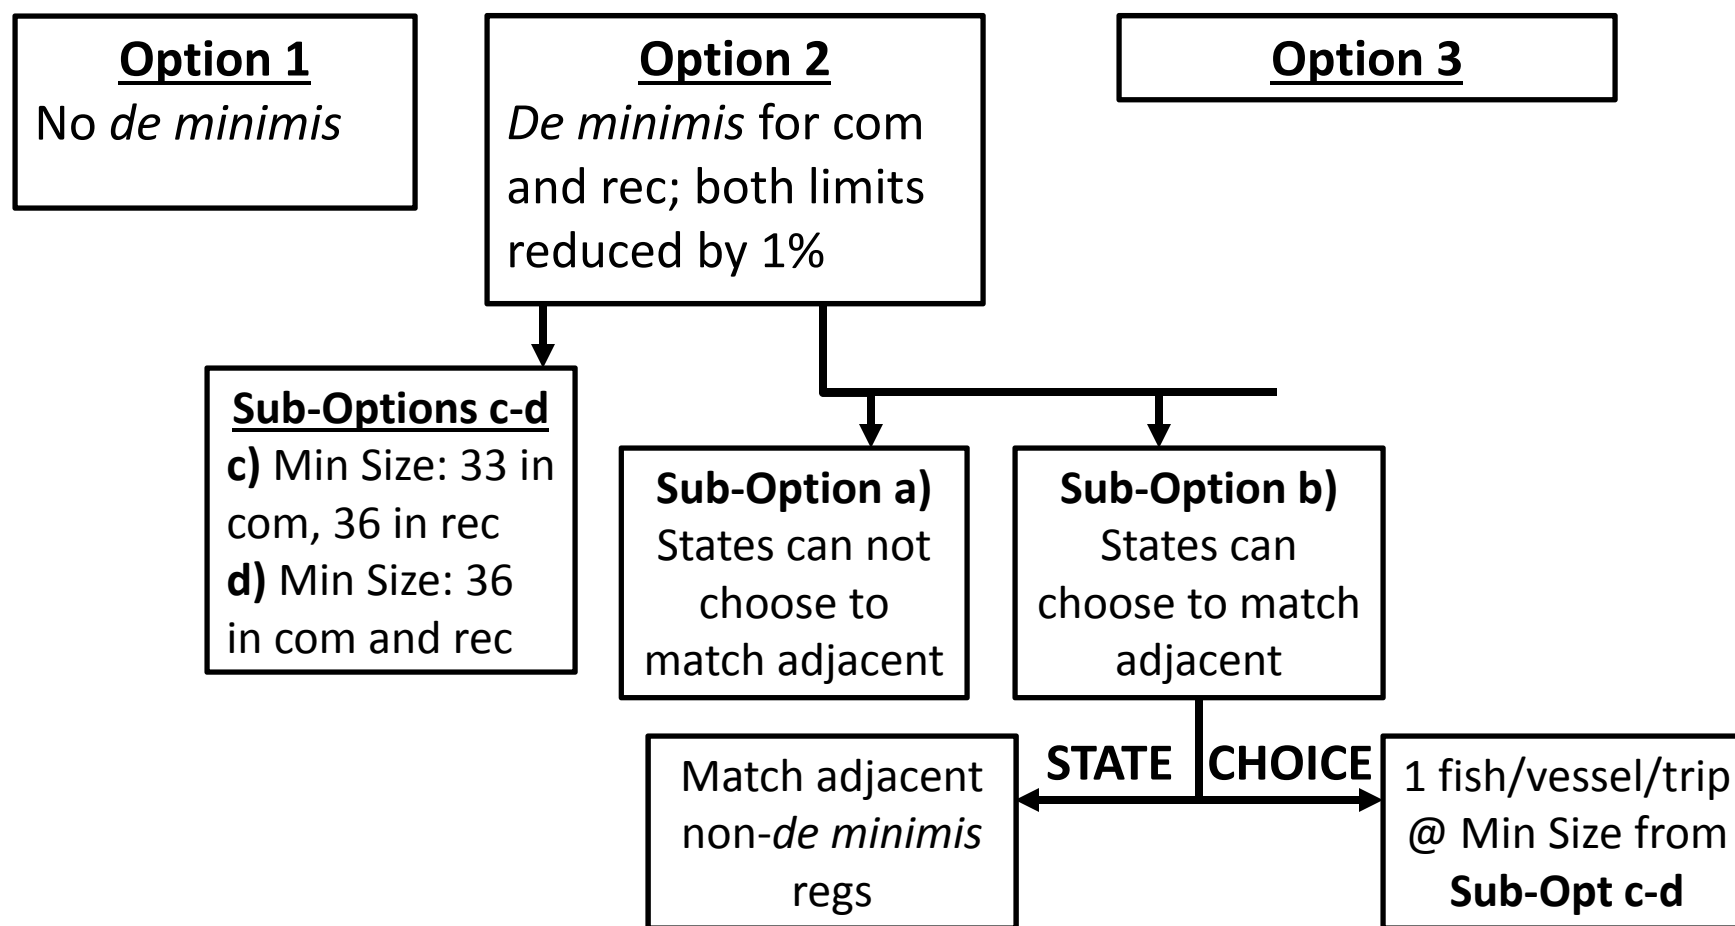 Option 1
No de minimis
Option 2
De minimis for com
and rec; both limits
reduced by 1%
Option 3
Sub-Options c-d
c) Min Size: 33 in
com, 36 in rec
d) Min Size: 36
in com and rec
Sub-Option a)
States can not
choose to
match adjacent
Sub-Option b)
States can
choose to match
adjacent
Match adjacent
non-de minimis
regs
STATE CHOICE
1 fish/vessel/trip
@ Min Size from
Sub-Opt c-d